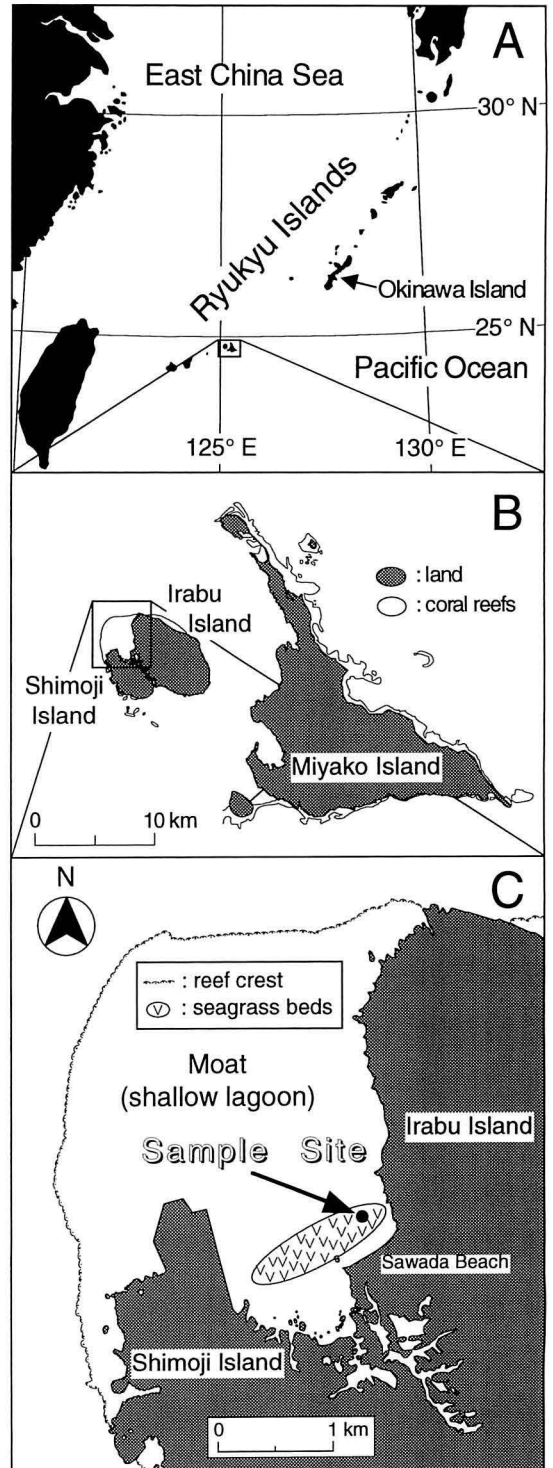 A
East China Sea
30° N
Ryukyu Islands
Okinawa Island
25° N
Pacific Ocean
125° E
130° E
B
: land
: coral reefs
Irabu
Island
Shimoji
Island
Miyako Island
0
10 km
C
N
: reef crest
: seagrass beds
Moat
(shallow lagoon)
Irabu Island
Sample Site
Sawada Beach
Shimoji Island
0
1 km